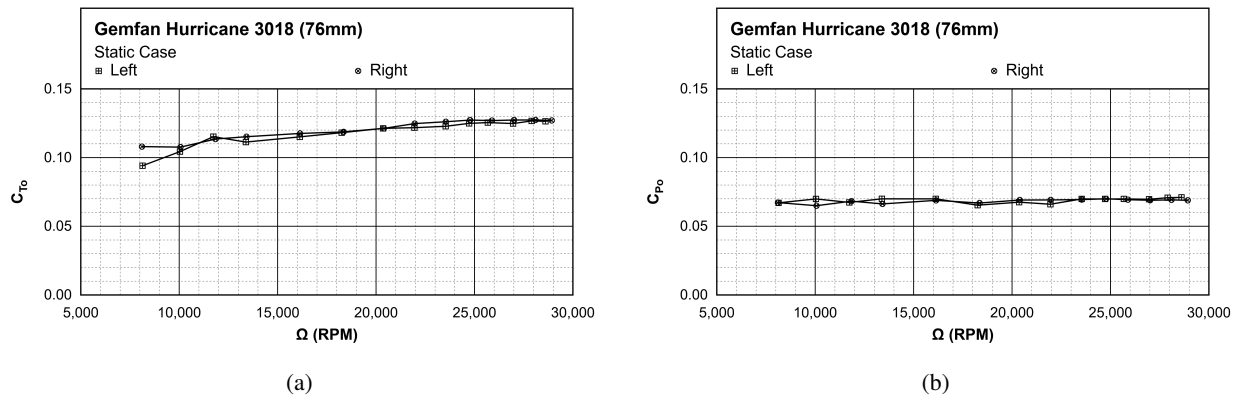 Gemfan Hurricane 3018 (76mm)
Static Case
Left Right
0.15
0.10
0.05
0.00
C_To
5,000 10,000 15,000 20,000 25,000 30,000
Ω (RPM)
(a)
Gemfan Hurricane 3018 (76mm)
Static Case
Left Right
0.15
0.10
0.05
0.00
C_Po
5,000 10,000 15,000 20,000 25,000 30,000
Ω (RPM)
(b)